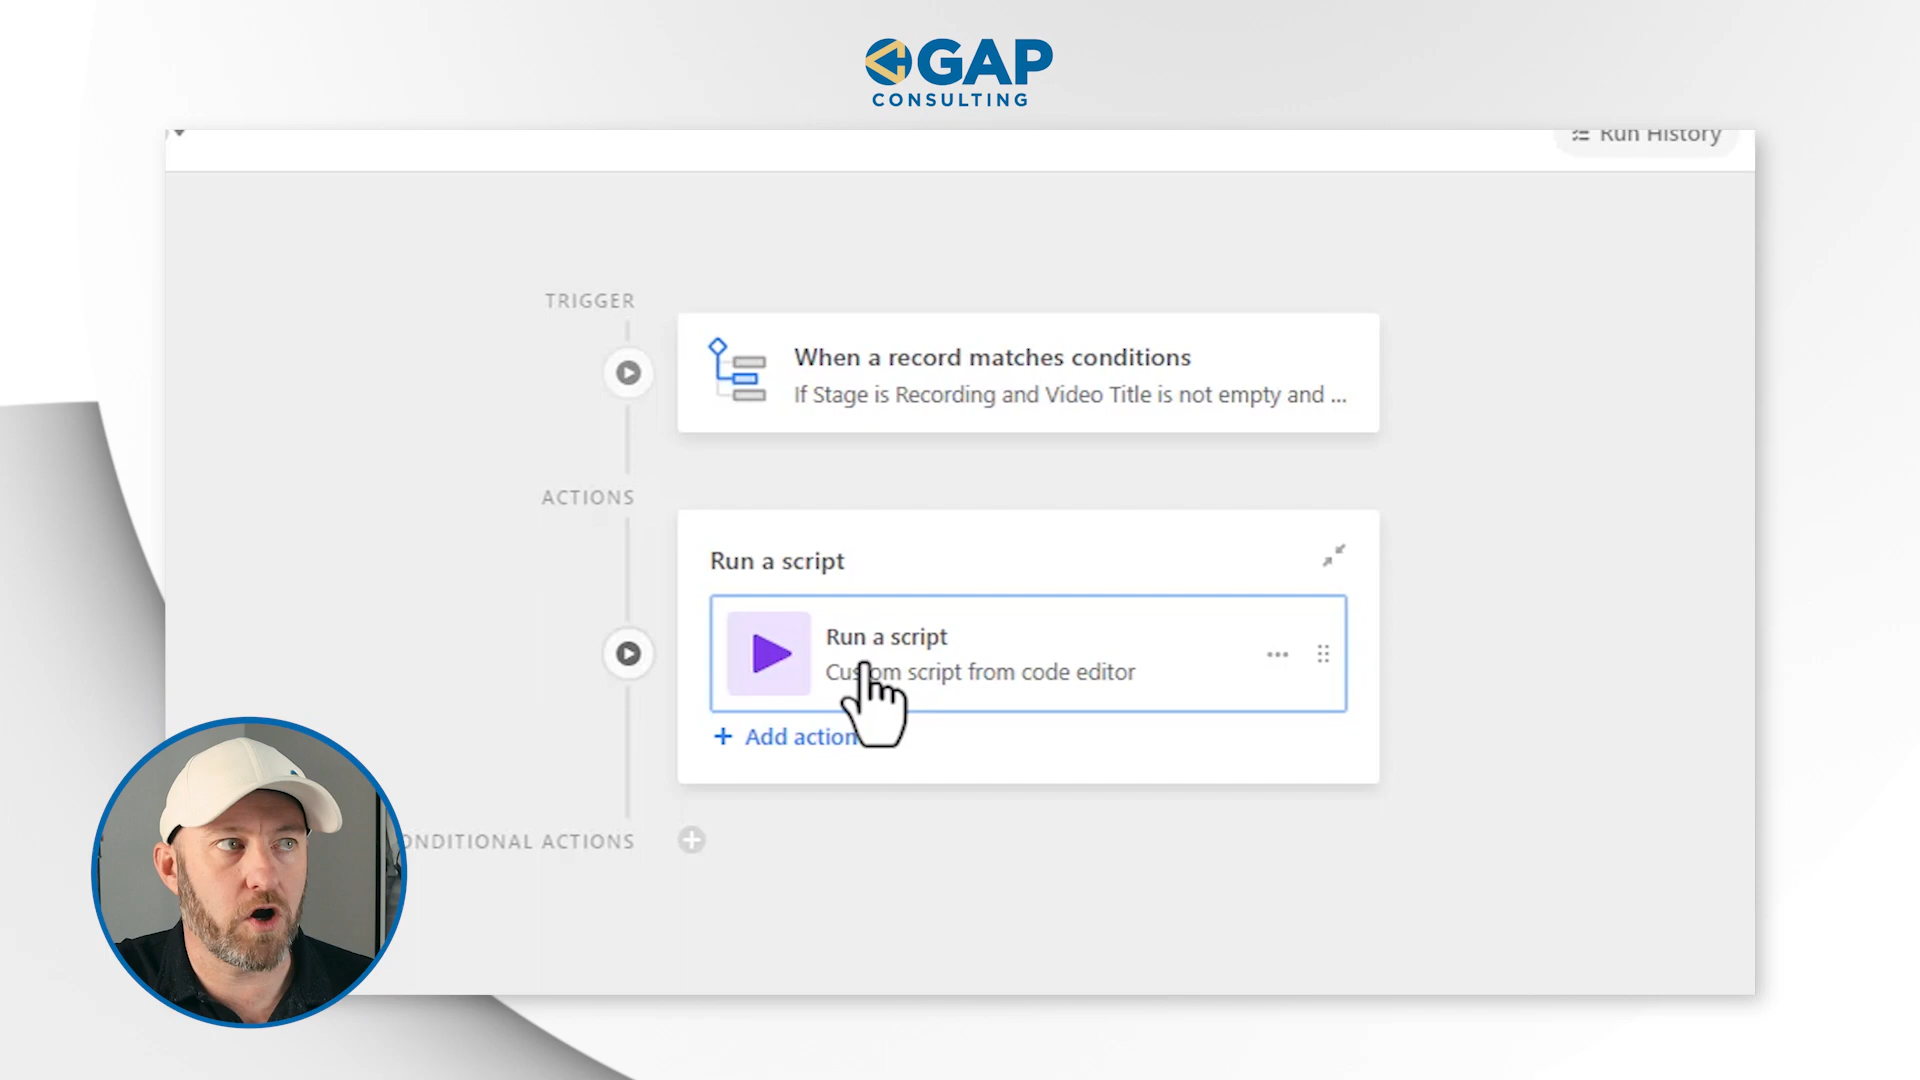 GAP
CONSULTING
Run History
TRIGGER
When a record matches conditions
If Stage is Recording and Video Title is not empty and ...
ACTIONS
Run a script
Run a script
Custom script from code editor
+ Add action
ONDITIONAL ACTIONS